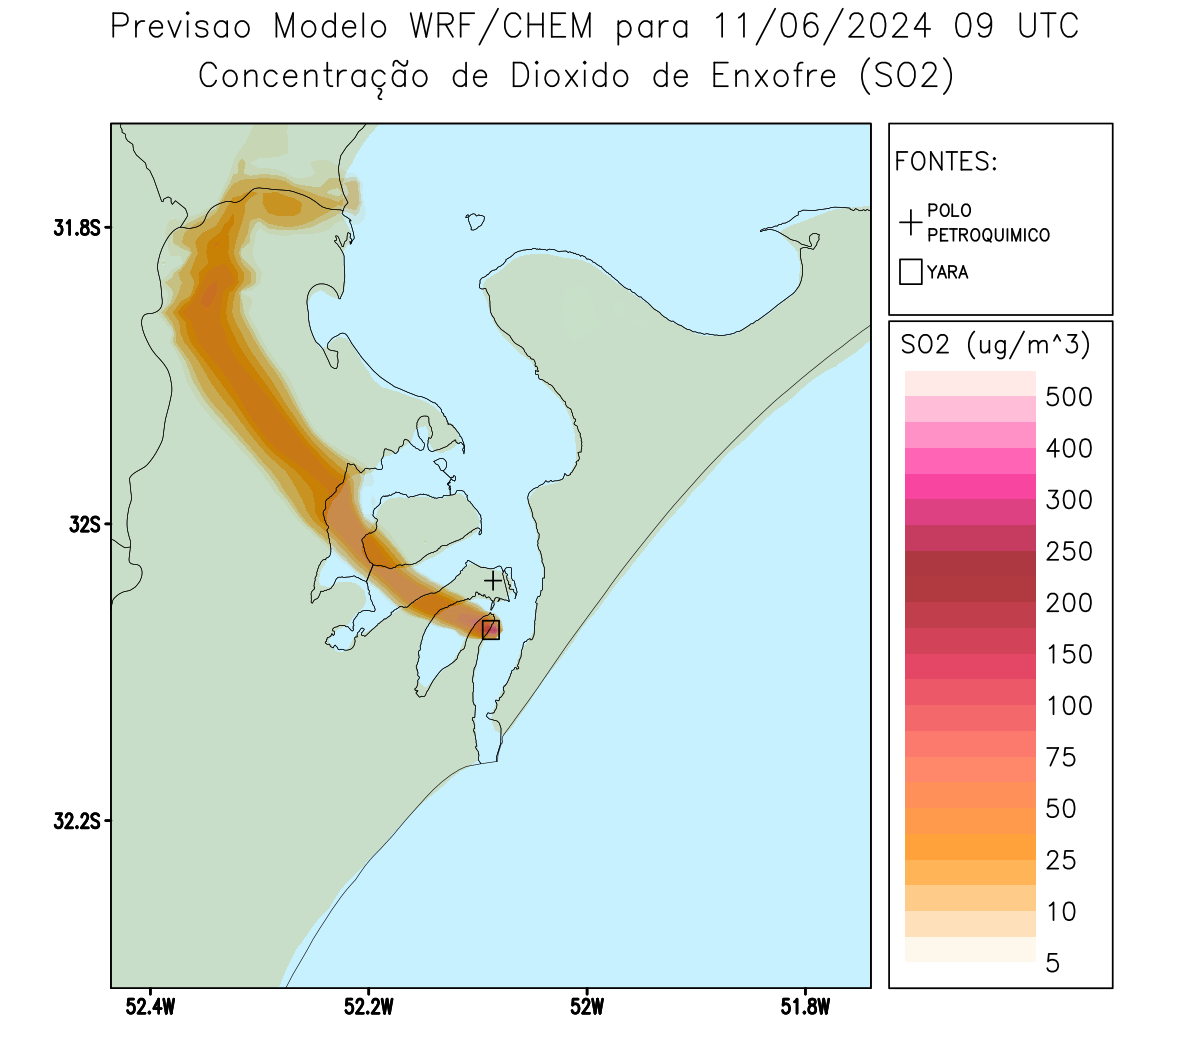 Previsao Modelo WRF/CHEM para 11/06/2024 09 UTC
Concentração de Dioxido de Enxofre (SO2)
FONTES:
POLO
PETROQUIMICO
YARA
SO2 (ug/m^3)
500
400
300
250
200
150
100
75
50
25
10
5
31.8S
32S
32.2S
52.4W
52.2W
52W
51.8W